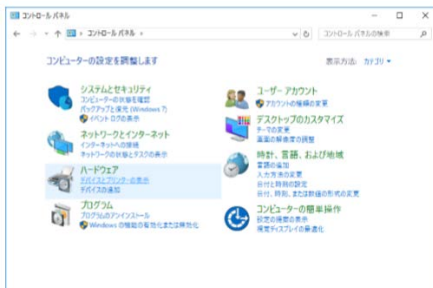 コントロール パネル
コントロール パネル
コントロール パネルの検索
コンピューターの設定を調整します
表示方法: カテゴリ
システムとセキュリティ
コンピューターの状態を確認
バックアップと復元 (Windows 7)
イベント ログの表示
ネットワークとインターネット
インターネットへの接続
ネットワークの状態とタスクの表示
ハードウェア
デバイスとプリンターの表示
デバイスの追加
プログラム
プログラムのアンインストール
Windows の機能の有効化または無効化
ユーザー アカウント
アカウントの種類の変更
デスクトップのカスタマイズ
テーマの変更
画面の解像度の調整
時計、言語、および地域
言語の追加
入力方法の変更
日付と時刻の設定
日付、時刻、または数値の形式の変更
コンピューターの簡単操作
設定の提案の表示
視覚ディスプレイの最適化